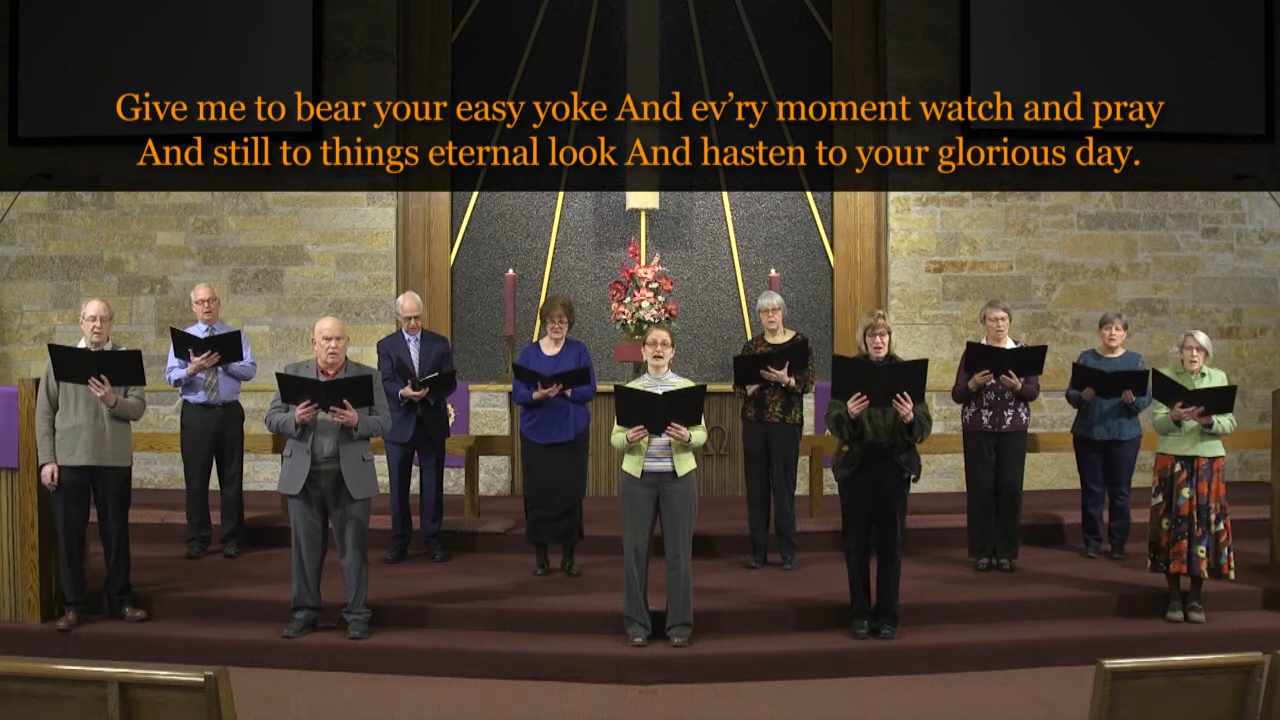 Give me to bear your easy yoke And ev’ry moment watch and pray
And still to things eternal look And hasten to your glorious day.
Ω